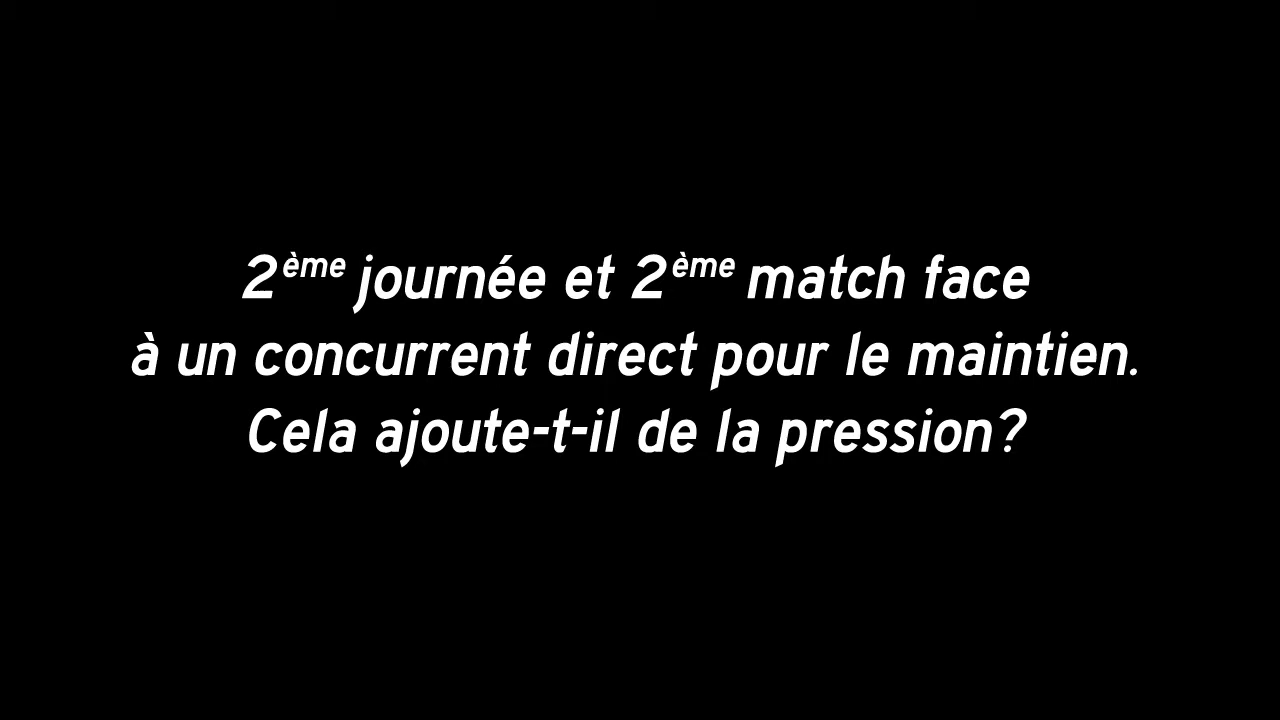 2ème journée et 2ème match face
à un concurrent direct pour le maintien.
Cela ajoute-t-il de la pression?